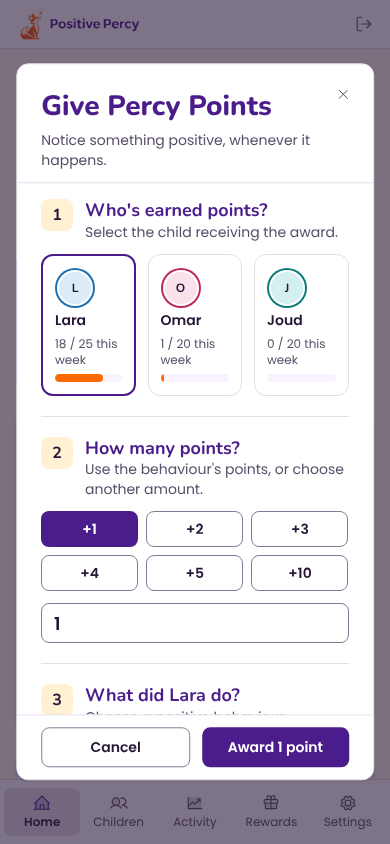 Positive Percy
Give Percy Points
Notice something positive, whenever it
happens.
1
Who's earned points?
Select the child receiving the award.
L
Lara
18 / 25 this
week
O
Omar
1 / 20 this
week
J
Joud
0 / 20 this
week
2
How many points?
Use the behaviour's points, or choose
another amount.
+1
+2
+3
+4
+5
+10
1
3
What did Lara do?
Cancel
Award 1 point
Home
Children
Activity
Rewards
Settings